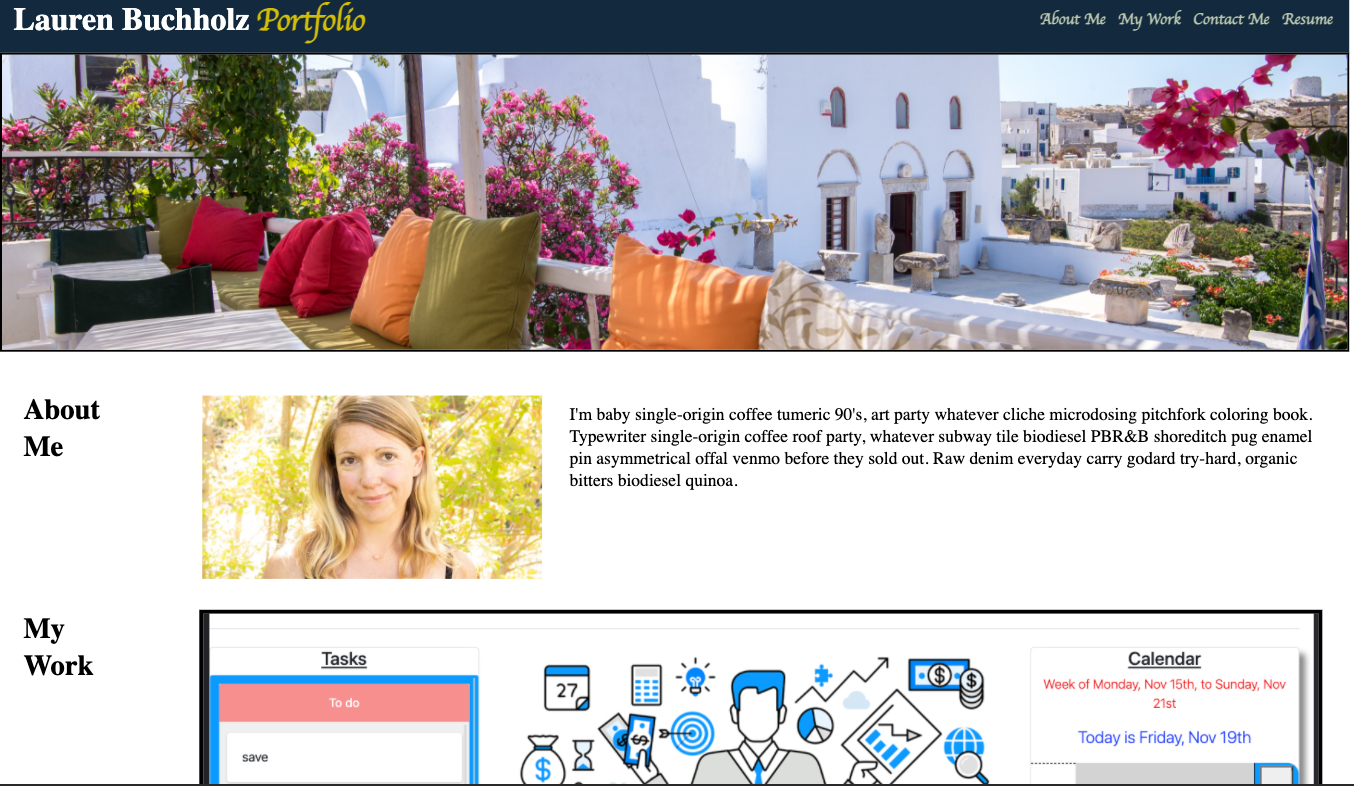 Lauren Buchholz Portfolio
About Me My Work Contact Me Resume
About
Me
I'm baby single-origin coffee tumeric 90's, art party whatever cliche microdosing pitchfork coloring book.
Typewriter single-origin coffee roof party, whatever subway tile biodiesel PBR&B shoreditch pug enamel
pin asymmetrical offal venmo before they sold out. Raw denim everyday carry godard try-hard, organic
bitters biodiesel quinoa.
My
Work
Tasks
To do
save
27
$
$
$
$
Calendar
Week of Monday, Nov 15th, to Sunday, Nov
21st
Today is Friday, Nov 19th